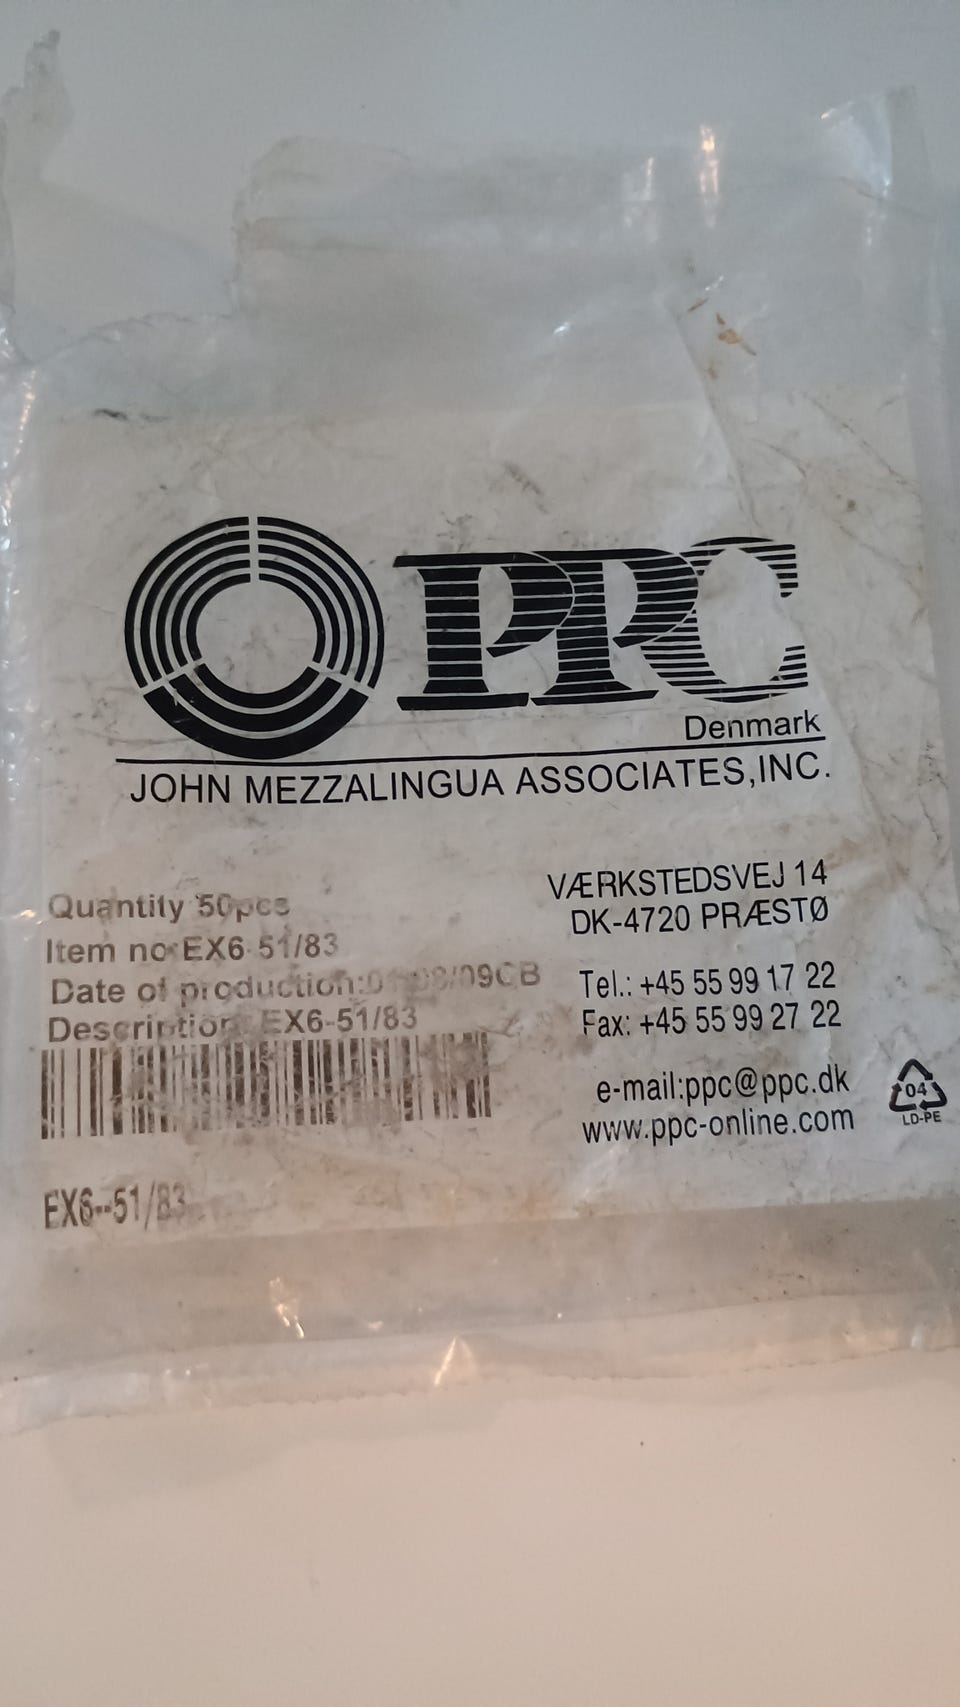 PPC
Denmark
JOHN MEZZALINGUA ASSOCIATES,INC.
Quantity 50pcs
Item no:EX6-51/83
Date of production:
Description: EX6-51/83
EX6--51/83
VÆRKSTEDSVEJ 14
DK-4720 PRÆSTØ
Tel.: +45 55 99 17 22
Fax: +45 55 99 27 22
e-mail:ppc@ppc.dk
www.ppc-online.com
04
LD-PE